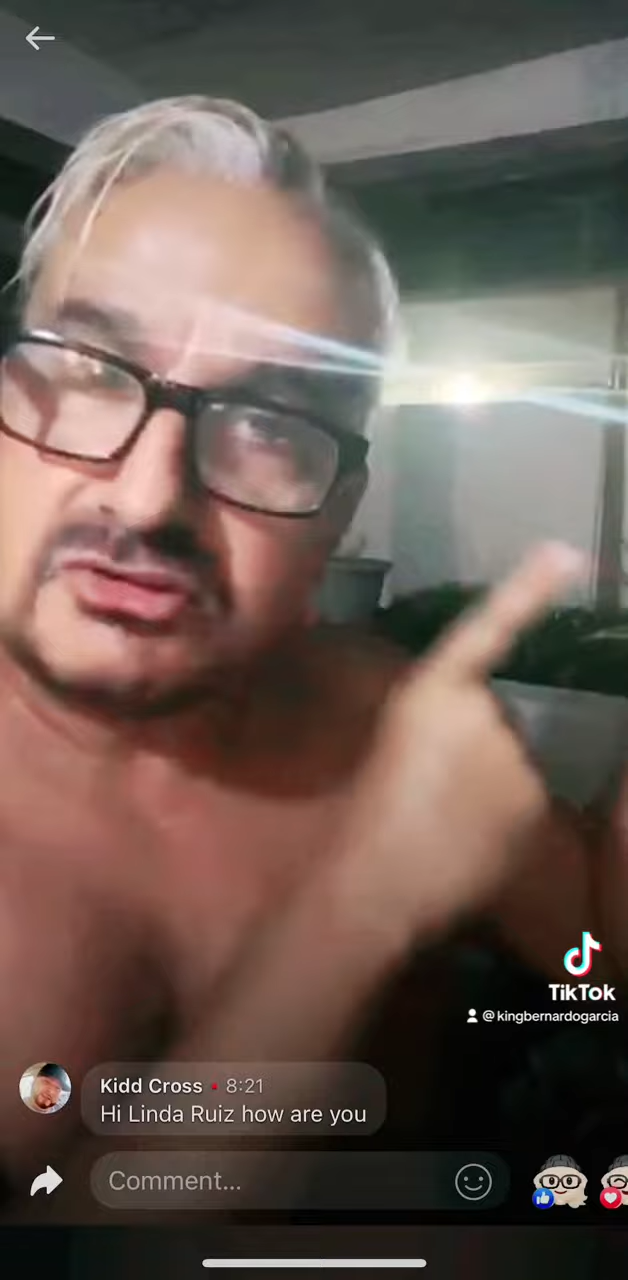 TikTok
@kingbernardogarcia
Kidd Cross • 8:21
Hi Linda Ruiz how are you
Comment...